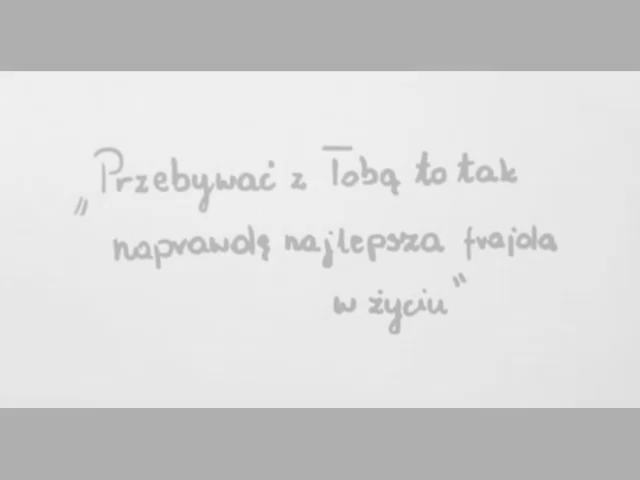 „Przebywać z Tobą to tak
naprawdę najlepsza frajda
w życiu”